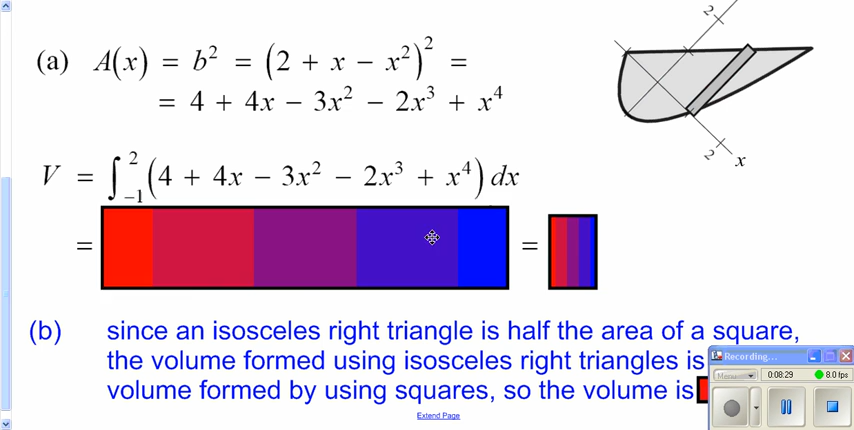 (a) A(x) = b² = (2 + x − x²)² =
= 4 + 4x − 3x² − 2x³ + x⁴
2
2
x
V = ∫₋₁² (4 + 4x − 3x² − 2x³ + x⁴) dx
= =
(b) since an isosceles right triangle is half the area of a square,
the volume formed using isosceles right triangles is
volume formed by using squares, so the volume is
Extend Page
Recording...
Menu
0:08:29 8.0 fps